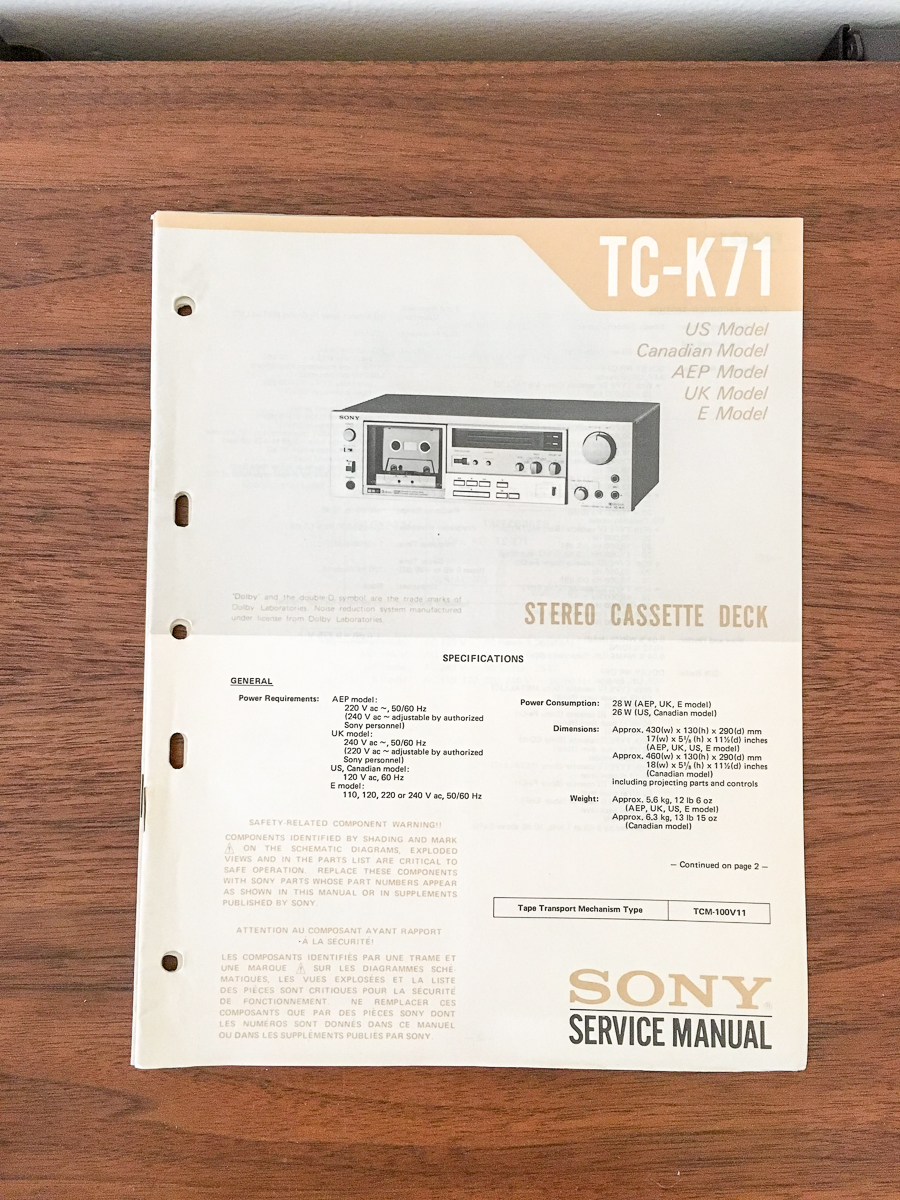 TC-K71
US Model
Canadian Model
AEP Model
UK Model
E Model
SONY
"Dolby" and the double-D symbol are the trade marks of
Dolby Laboratories. Noise reduction system manufactured
under license from Dolby Laboratories.
STEREO CASSETTE DECK
SPECIFICATIONS
GENERAL
Power Requirements: AEP model:
220 V ac ~, 50/60 Hz
(240 V ac ~ adjustable by authorized
Sony personnel)
UK model:
240 V ac ~, 50/60 Hz
(220 V ac ~ adjustable by authorized
Sony personnel)
US, Canadian model:
120 V ac, 60 Hz
E model:
110, 120, 220 or 240 V ac, 50/60 Hz
SAFETY-RELATED COMPONENT WARNING!!
COMPONENTS IDENTIFIED BY SHADING AND MARK
⚠ ON THE SCHEMATIC DIAGRAMS, EXPLODED
VIEWS AND IN THE PARTS LIST ARE CRITICAL TO
SAFE OPERATION. REPLACE THESE COMPONENTS
WITH SONY PARTS WHOSE PART NUMBERS APPEAR
AS SHOWN IN THIS MANUAL OR IN SUPPLEMENTS
PUBLISHED BY SONY.
ATTENTION AU COMPOSANT AYANT RAPPORT
À LA SÉCURITÉ!
LES COMPOSANTS IDENTIFIÉS PAR UNE TRAME ET
UNE MARQUE ⚠ SUR LES DIAGRAMMES SCHÉ-
MATIQUES, LES VUES EXPLOSÉES ET LA LISTE
DES PIÈCES SONT CRITIQUES POUR LA SÉCURITÉ
DE FONCTIONNEMENT. NE REMPLACER CES
COMPOSANTS QUE PAR DES PIÈCES SONY DONT
LES NUMÉROS SONT DONNÉS DANS CE MANUEL
OU DANS LES SUPPLÉMENTS PUBLIÉS PAR SONY.
Power Consumption: 28 W (AEP, UK, E model)
26 W (US, Canadian model)
Dimensions: Approx. 430(w) x 130(h) x 290(d) mm
17(w) x 5⅛ (h) x 11½(d) inches
(AEP, UK, US, E model)
Approx. 460(w) x 130(h) x 290(d) mm
18(w) x 5⅛ (h) x 11½(d) inches
(Canadian model)
including projecting parts and controls
Weight: Approx. 5.6 kg, 12 lb 6 oz
(AEP, UK, US, E model)
Approx. 6.3 kg, 13 lb 15 oz
(Canadian model)
— Continued on page 2 —
Tape Transport Mechanism Type TCM-100V11
SONY®
SERVICE MANUAL